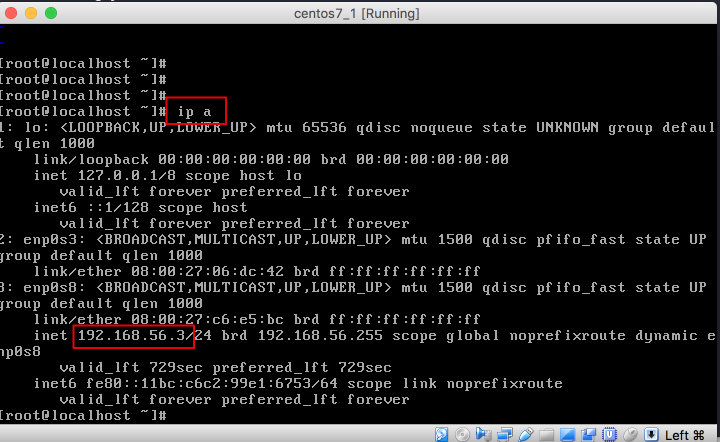 centos7_1 [Running]
[root@localhost ~]#
[root@localhost ~]#
[root@localhost ~]#
[root@localhost ~]# ip a
1: lo: <LOOPBACK,UP,LOWER_UP> mtu 65536 qdisc noqueue state UNKNOWN group defaul
t qlen 1000
link/loopback 00:00:00:00:00:00 brd 00:00:00:00:00:00
inet 127.0.0.1/8 scope host lo
valid_lft forever preferred_lft forever
inet6 ::1/128 scope host
valid_lft forever preferred_lft forever
2: enp0s3: <BROADCAST,MULTICAST,UP,LOWER_UP> mtu 1500 qdisc pfifo_fast state UP
group default qlen 1000
link/ether 08:00:27:06:dc:42 brd ff:ff:ff:ff:ff:ff
3: enp0s8: <BROADCAST,MULTICAST,UP,LOWER_UP> mtu 1500 qdisc pfifo_fast state UP
group default qlen 1000
link/ether 08:00:27:c6:e5:bc brd ff:ff:ff:ff:ff:ff
inet 192.168.56.3/24 brd 192.168.56.255 scope global noprefixroute dynamic e
np0s8
valid_lft 729sec preferred_lft 729sec
inet6 fe80::11bc:c6c2:99e1:6753/64 scope link noprefixroute
valid_lft forever preferred_lft forever
[root@localhost ~]#
Left ⌘